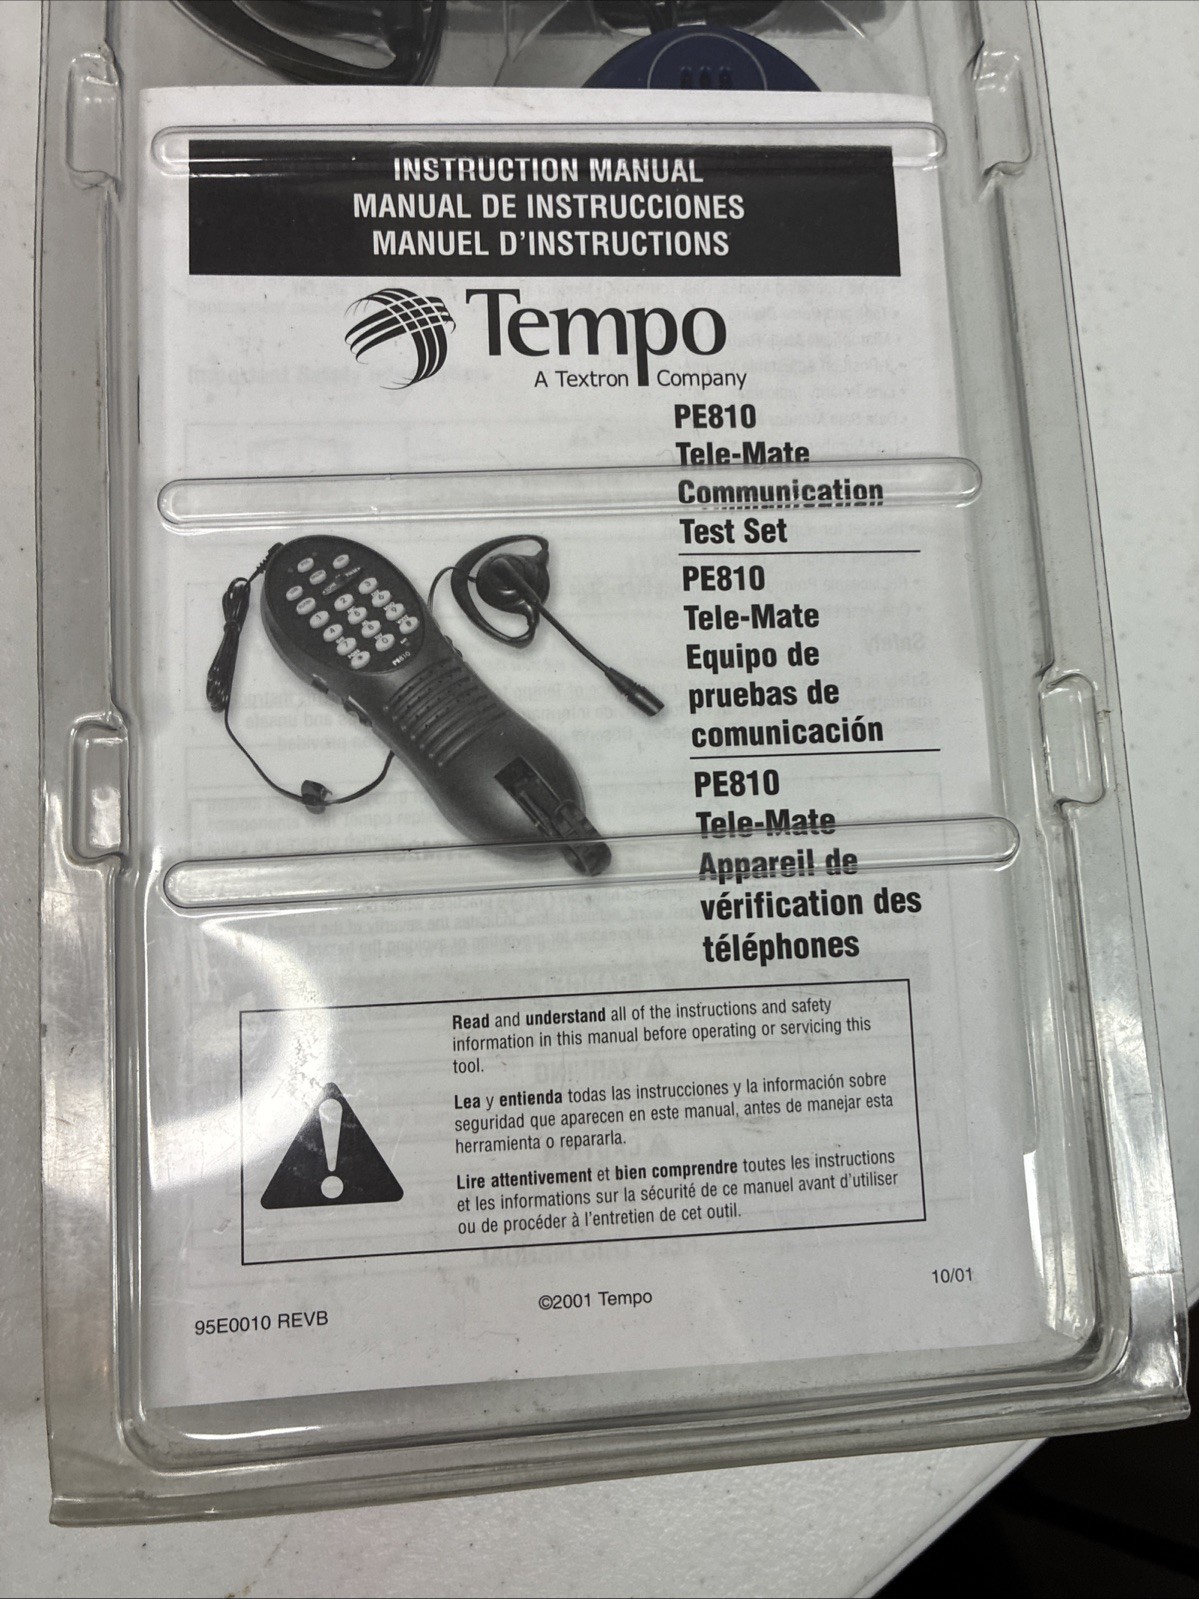 INSTRUCTION MANUAL
MANUAL DE INSTRUCCIONES
MANUEL D'INSTRUCTIONS
Tempo
A Textron Company
PE810
Tele-Mate
Communication
Test Set
PE810
Tele-Mate
Equipo de
pruebas de
comunicación
PE810
Tele-Mate
Appareil de
vérification des
téléphones
PE810
Read and understand all of the instructions and safety
information in this manual before operating or servicing this
tool.
Lea y entienda todas las instrucciones y la información sobre
seguridad que aparecen en este manual, antes de manejar esta
herramienta o repararla.
Lire attentivement et bien comprendre toutes les instructions
et les informations sur la sécurité de ce manuel avant d'utiliser
ou de procéder à l'entretien de cet outil.
95E0010 REVB
©2001 Tempo
10/01